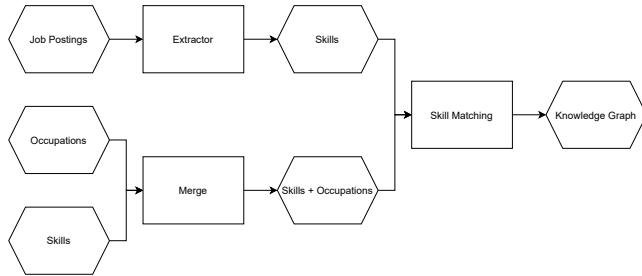 Job Postings
Extractor
Skills
Occupations
Skills
Merge
Skills + Occupations
Skill Matching
Knowledge Graph